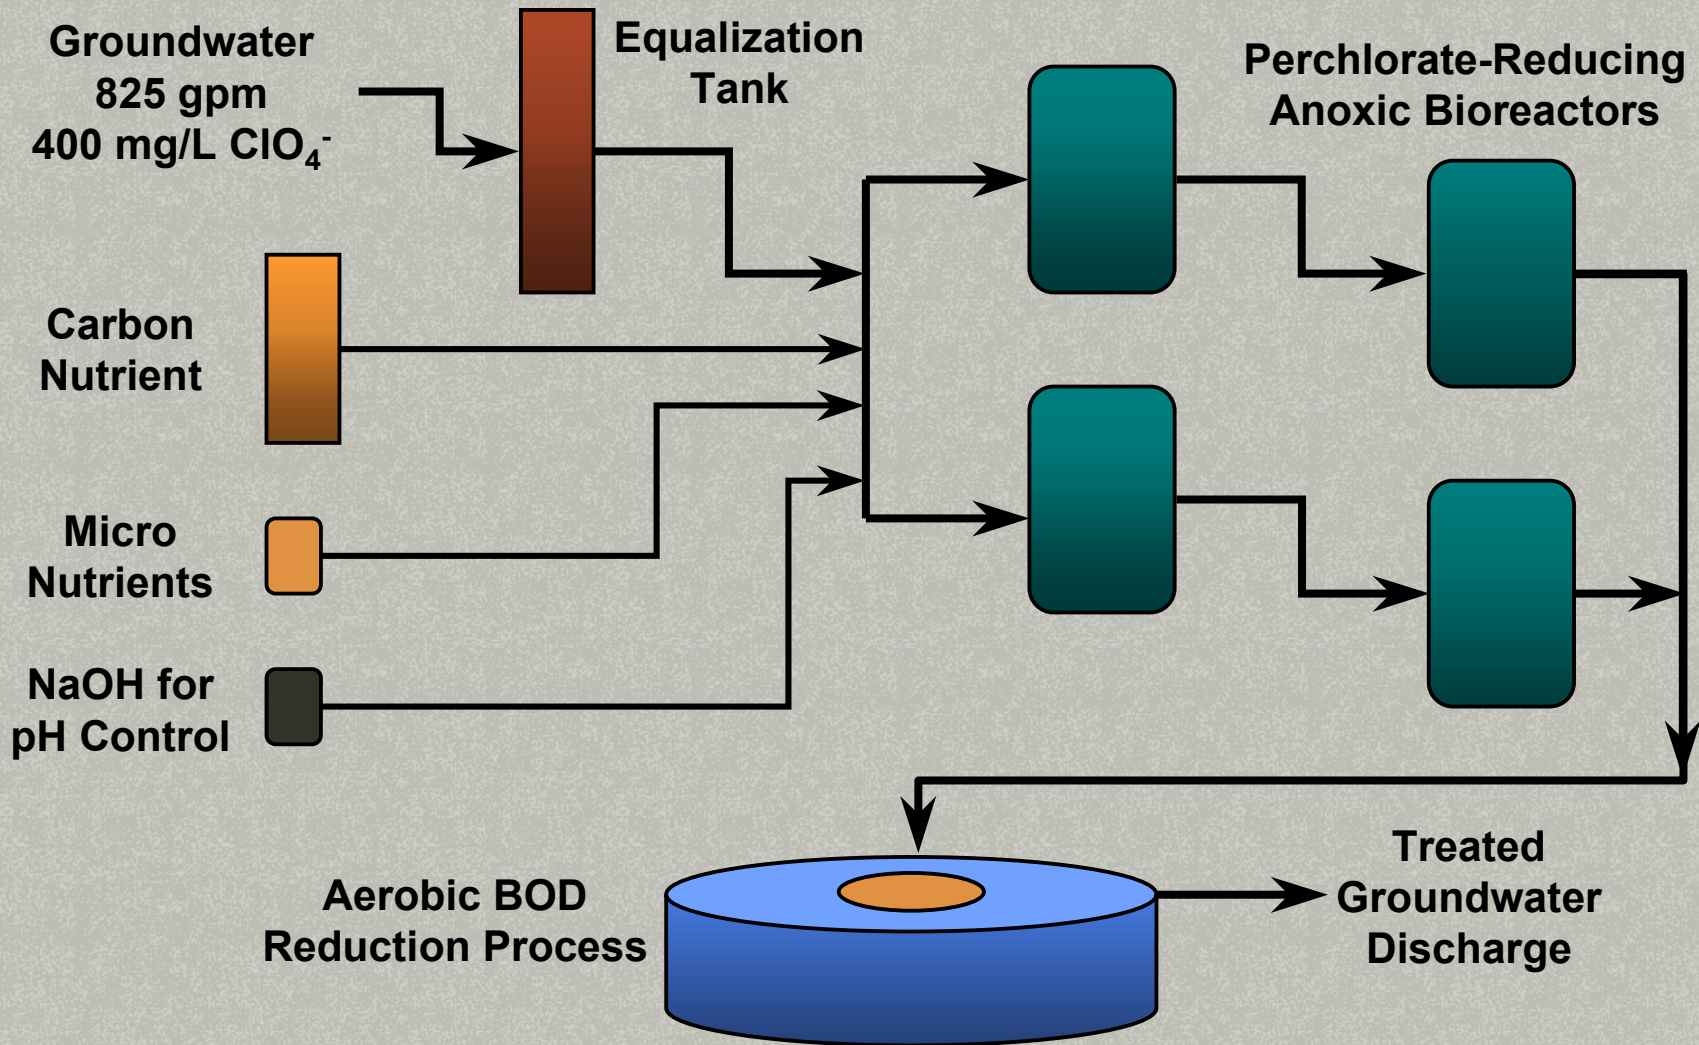 Groundwater
825 gpm
400 mg/L ClO₄⁻
Equalization
Tank
Perchlorate-Reducing
Anoxic Bioreactors
Carbon
Nutrient
Micro
Nutrients
NaOH for
pH Control
Aerobic BOD
Reduction Process
Treated
Groundwater
Discharge